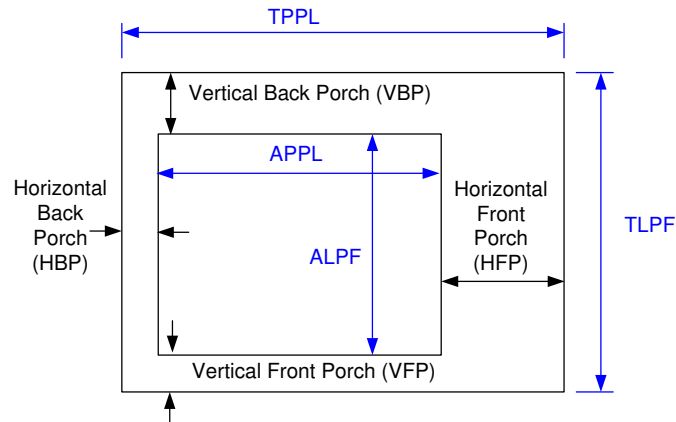 TPPL
Vertical Back Porch (VBP)
APPL
Horizontal
Back
Porch
(HBP)
Horizontal
Front
Porch
(HFP)
TLPF
ALPF
Vertical Front Porch (VFP)